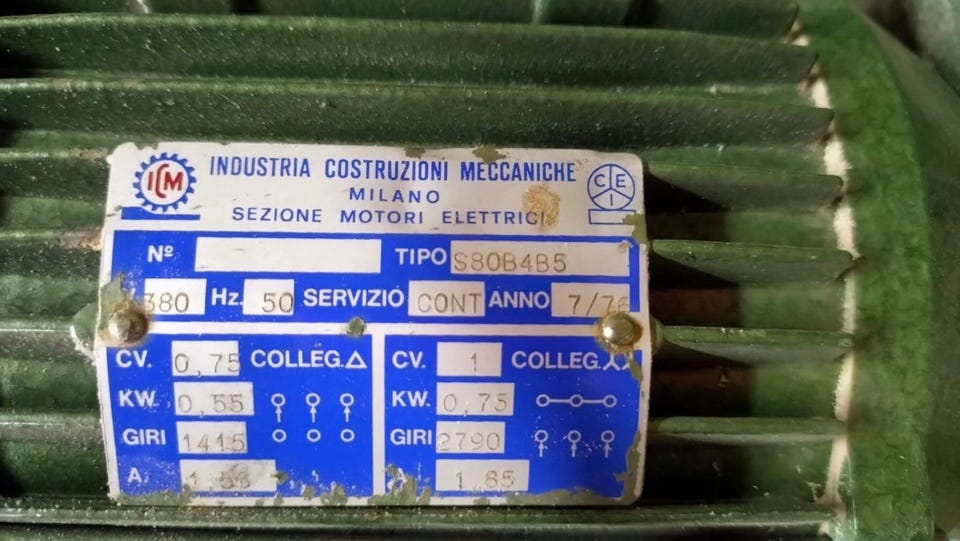 ICM
INDUSTRIA COSTRUZIONI MECCANICHE
MILANO
SEZIONE MOTORI ELETTRICI
CEI
Nº TIPO S80B4B5
380 Hz. 50 SERVIZIO CONT ANNO 7/76
CV. 0,75 COLLEG. △
KW. 0,55
GIRI 1415
A
CV. 1 COLLEG.
KW. 0,75
GIRI 2790
1,85